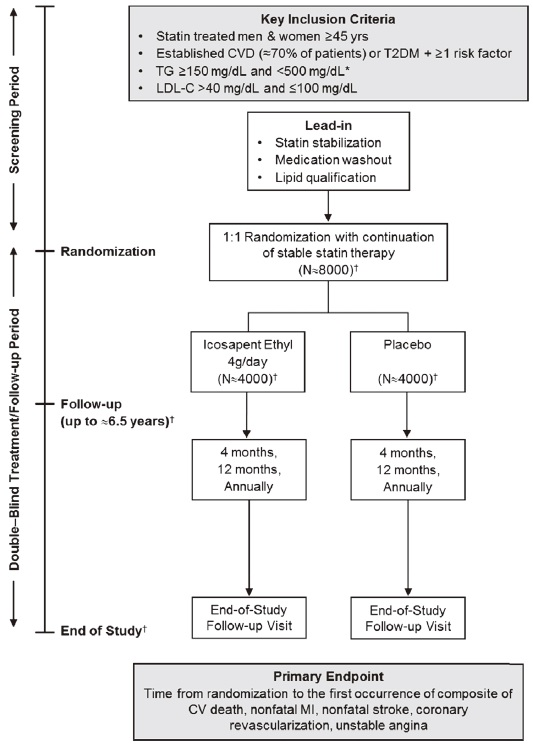 Key Inclusion Criteria
• Statin treated men & women ≥45 yrs
• Established CVD (≈70% of patients) or T2DM + ≥1 risk factor
• TG ≥150 mg/dL and <500 mg/dL*
• LDL-C >40 mg/dL and ≤100 mg/dL
Screening Period
Lead-in
• Statin stabilization
• Medication washout
• Lipid qualification
Randomization
1:1 Randomization with continuation
of stable statin therapy
(N≈8000)†
Double–Blind Treatment/Follow-up Period
Icosapent Ethyl
4g/day
(N≈4000)†
Placebo
(N≈4000)†
Follow-up
(up to ≈6.5 years)†
4 months,
12 months,
Annually
4 months,
12 months,
Annually
End-of-Study
Follow-up Visit
End-of-Study
Follow-up Visit
End of Study†
Primary Endpoint
Time from randomization to the first occurrence of composite of
CV death, nonfatal MI, nonfatal stroke, coronary
revascularization, unstable angina